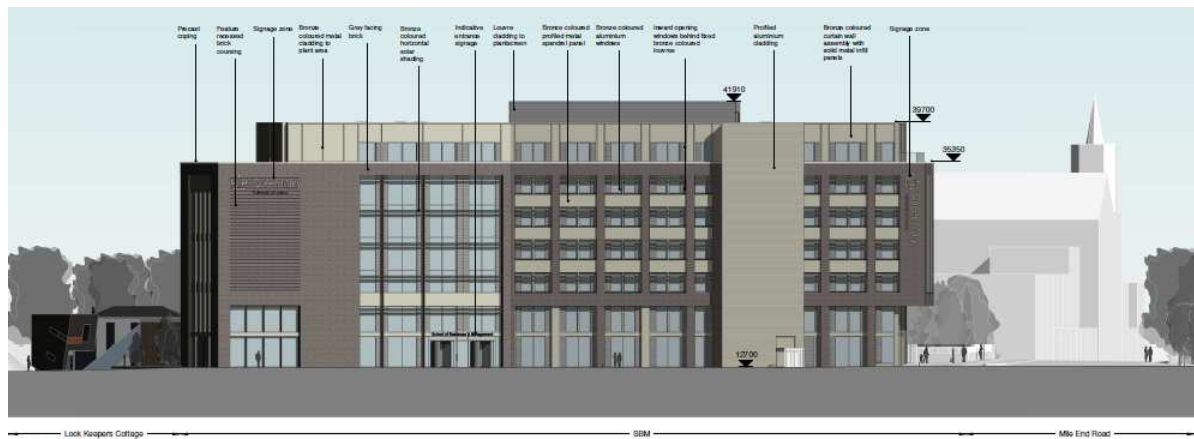 Precast
coping
Feature
recessed
brick
coursing
Signage zone
Bronze
coloured metal
cladding to
plant area
Grey facing
brick
Bronze
coloured
horizontal
solar
shading
Indicative
entrance
signage
Louvre
cladding to
plantscreen
Bronze coloured
profiled metal
spandrel panel
Bronze coloured
aluminium
windows
Inward opening
windows behind fixed
bronze coloured
louvres
Profiled
aluminium
cladding
Bronze coloured
curtain wall
assembly with
solid metal infill
panels
Signage zone
41910
39700
35350
School of Business & Management
12700
Lock Keepers Cottage
SBM
Mile End Road